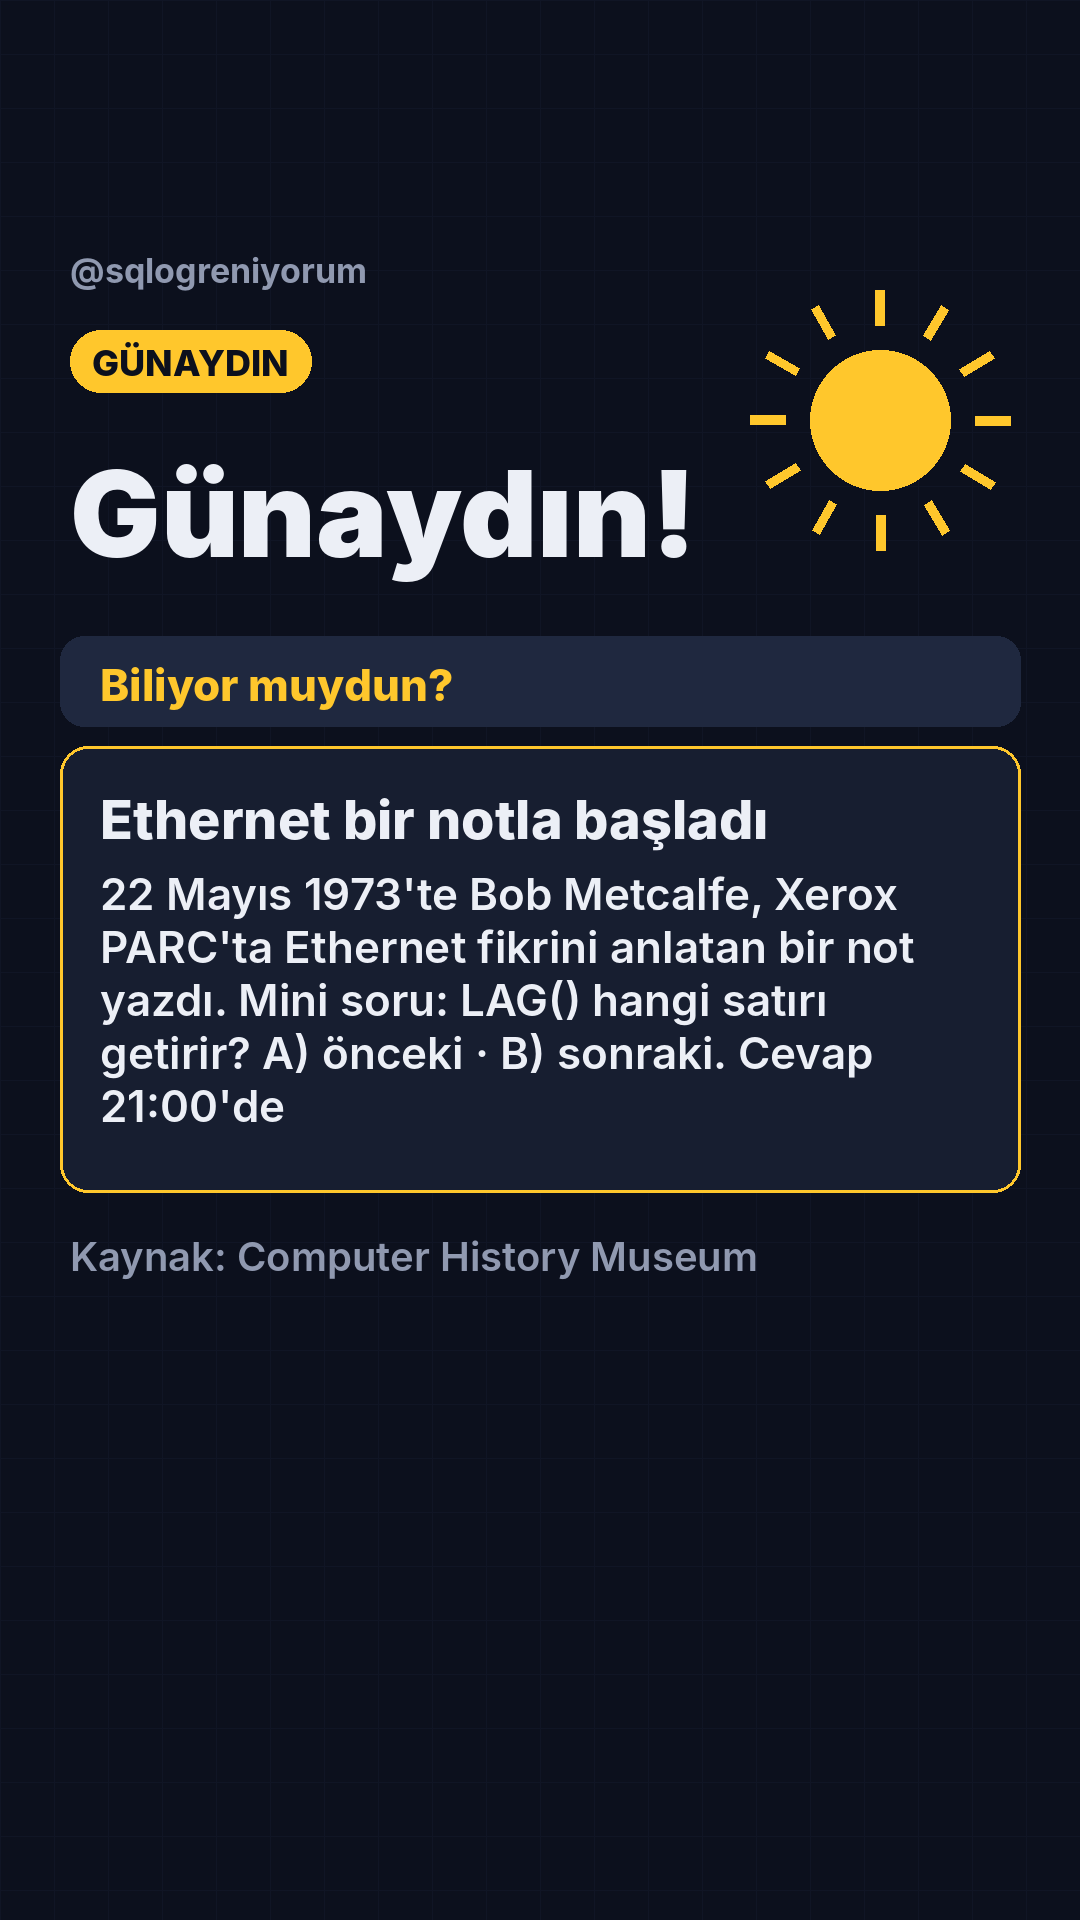 @sqlogreniyorum
GÜNAYDIN
Günaydın!
Biliyor muydun?
Ethernet bir notla başladı
22 Mayıs 1973'te Bob Metcalfe, Xerox
PARC'ta Ethernet fikrini anlatan bir not
yazdı. Mini soru: LAG() hangi satırı
getirir? A) önceki · B) sonraki. Cevap
21:00'de
Kaynak: Computer History Museum